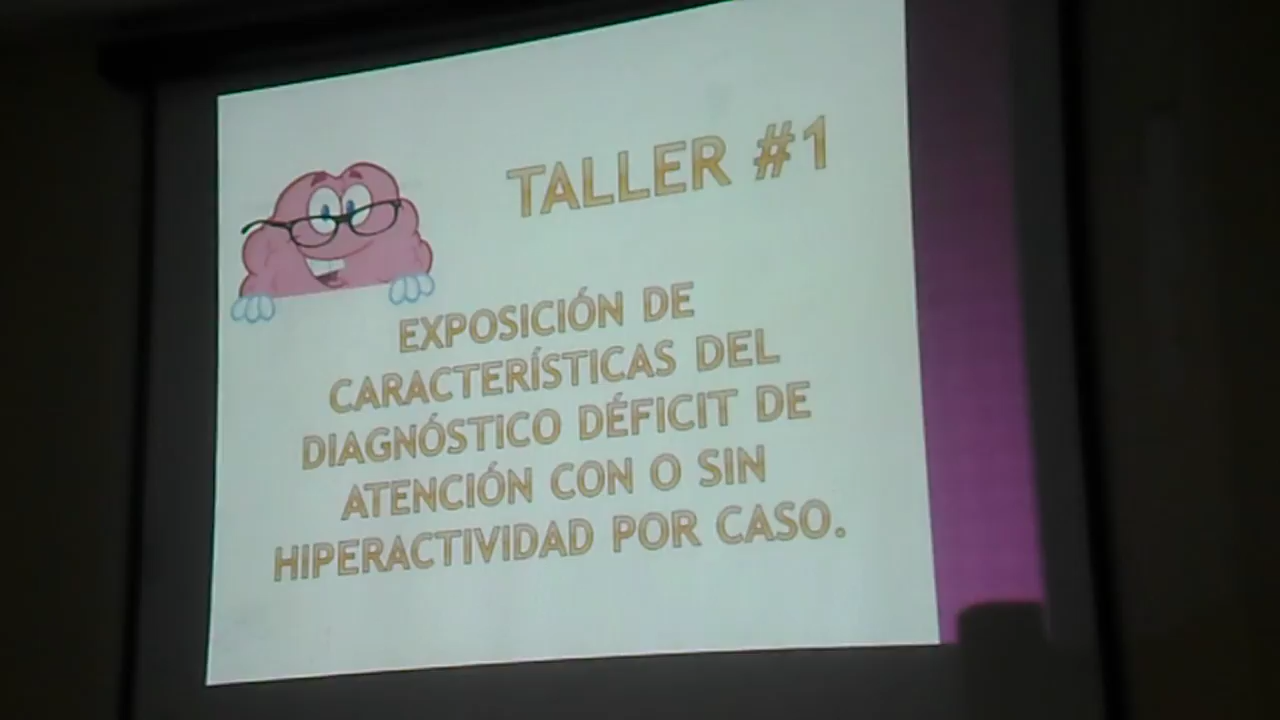 TALLER #1
EXPOSICIÓN DE
CARACTERÍSTICAS DEL
DIAGNÓSTICO DÉFICIT DE
ATENCIÓN CON O SIN
HIPERACTIVIDAD POR CASO.